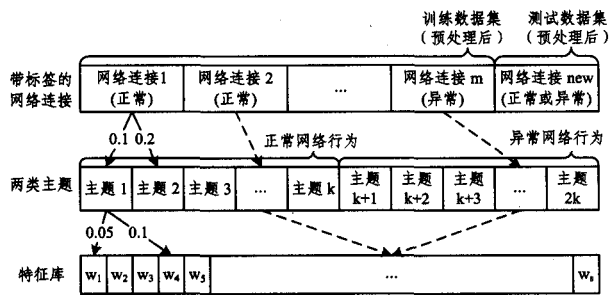 训练数据集
(预处理后)
测试数据集
(预处理后)
带标签的
网络连接
网络连接1
(正常)
网络连接 2
(正常)
...
网络连接 m
(异常)
网络连接 new
(正常或异常)
0.1
0.2
正常网络行为
异常网络行为
两类主题
主题 1
主题 2
主题 3
...
主题 k
主题
k+1
主题
k+2
主题
k+3
...
主题
2k
0.05
0.1
特征库
w₁
w₂
w₃
w₄
w₅
...
wₛ